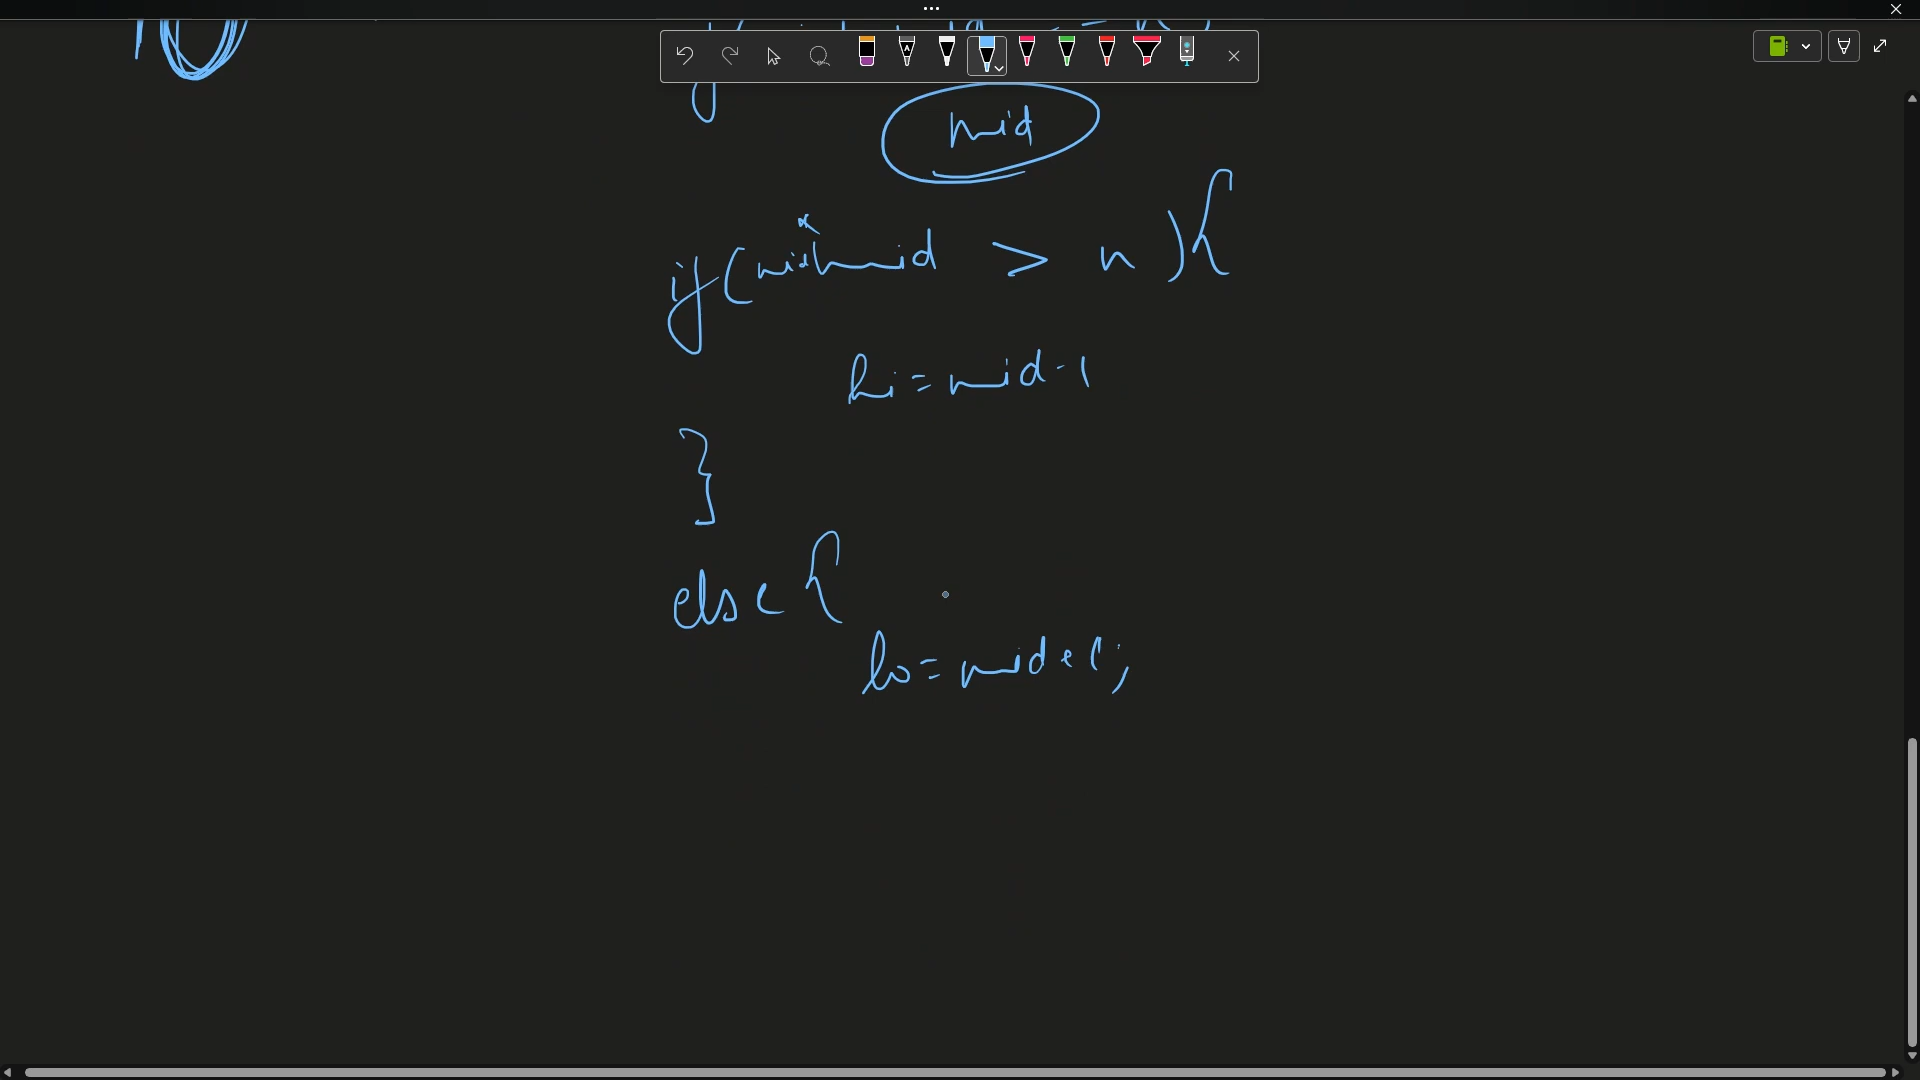 mid
if(mid*mid > n){
hi=mid-1
}
else{
lo=mid+1;